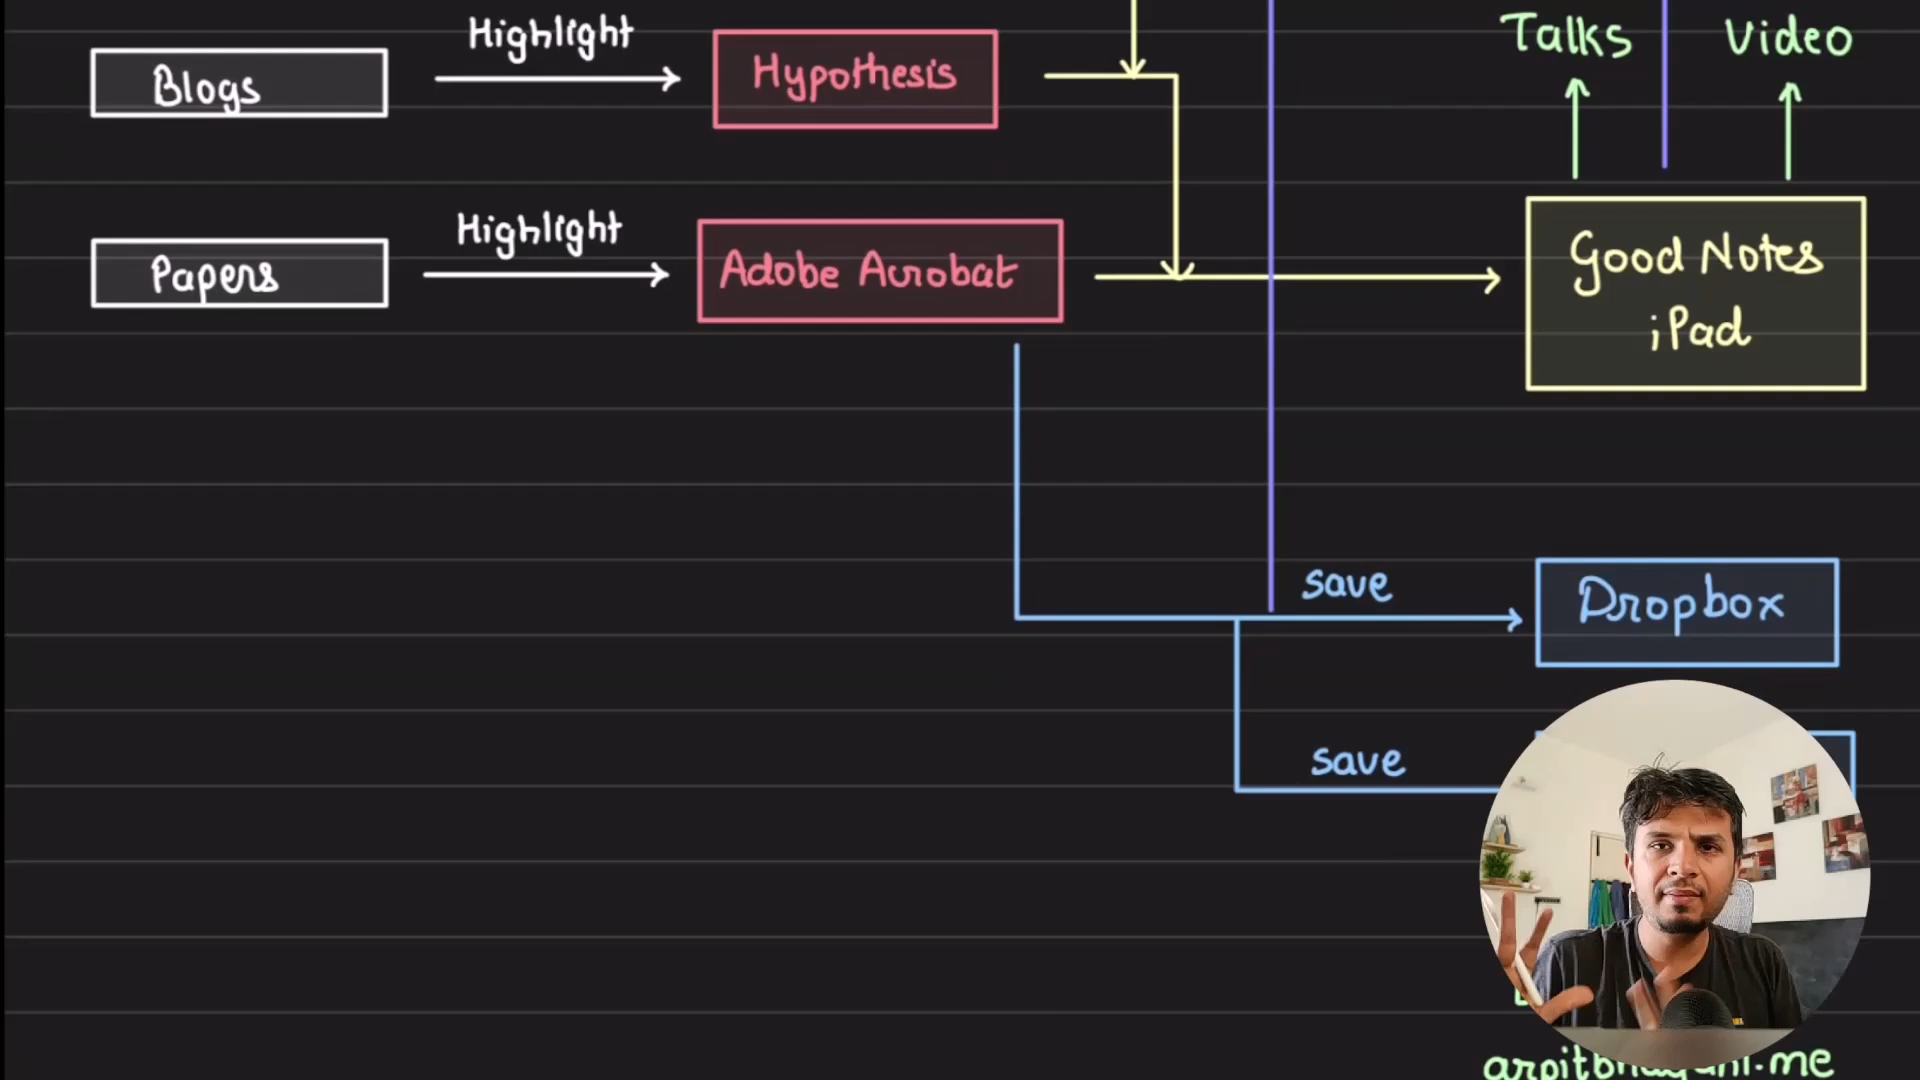 Highlight
Talks
Video
Blogs
Hypothesis
Highlight
Papers
Adobe Acrobat
Good Notes
iPad
save
Dropbox
save